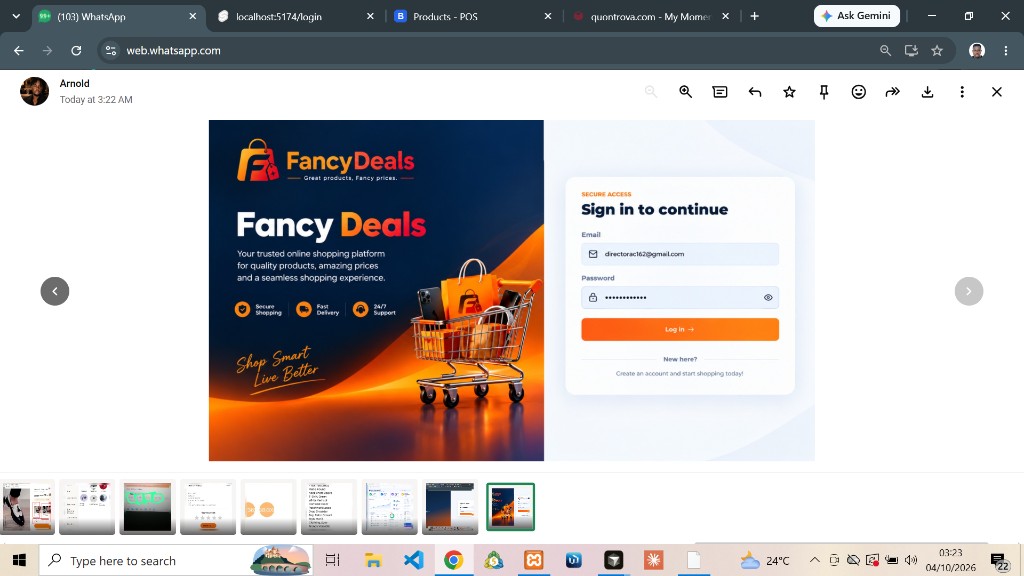 (103) WhatsApp
localhost:5174/login
Products - POS
quontrova.com - My Momen
Ask Gemini
web.whatsapp.com
Arnold
Today at 3:22 AM
FancyDeals
Great products, Fancy prices.
Fancy Deals
Your trusted online shopping platform
for quality products, amazing prices
and a seamless shopping experience.
Secure
Shopping
Fast
Delivery
24/7
Support
Shop Smart
Live Better
SECURE ACCESS
Sign in to continue
Email
directorac162@gmail.com
Password
••••••••••••
Log in →
New here?
Create an account and start shopping today!
Type here to search
24°C
03:23
04/10/2026
22